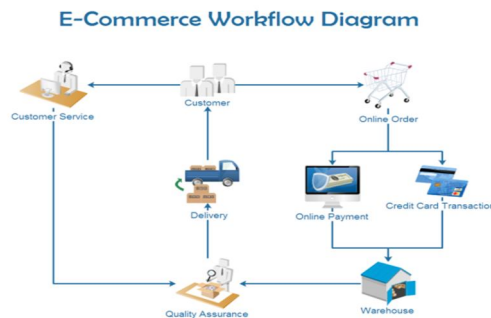 E-Commerce Workflow Diagram
Customer Service
Customer
Online Order
Delivery
Online Payment
Credit Card Transaction
Quality Assurance
Warehouse